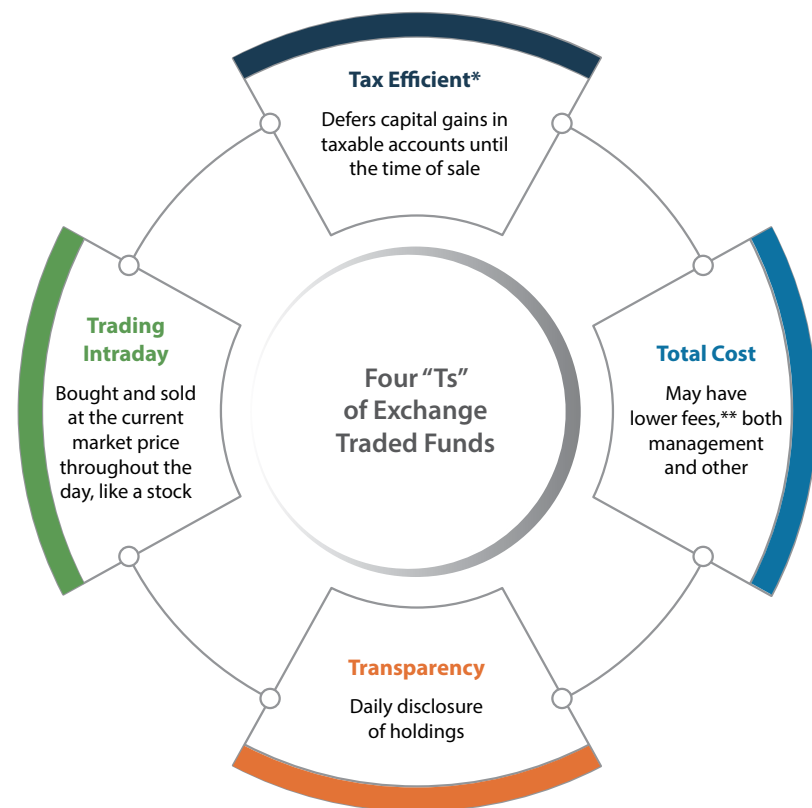 Tax Efficient*
Defers capital gains in
taxable accounts until
the time of sale
Trading
Intraday
Bought and sold
at the current
market price
throughout the
day, like a stock
Four “Ts”
of Exchange
Traded Funds
Total Cost
May have
lower fees,** both
management
and other
Transparency
Daily disclosure
of holdings